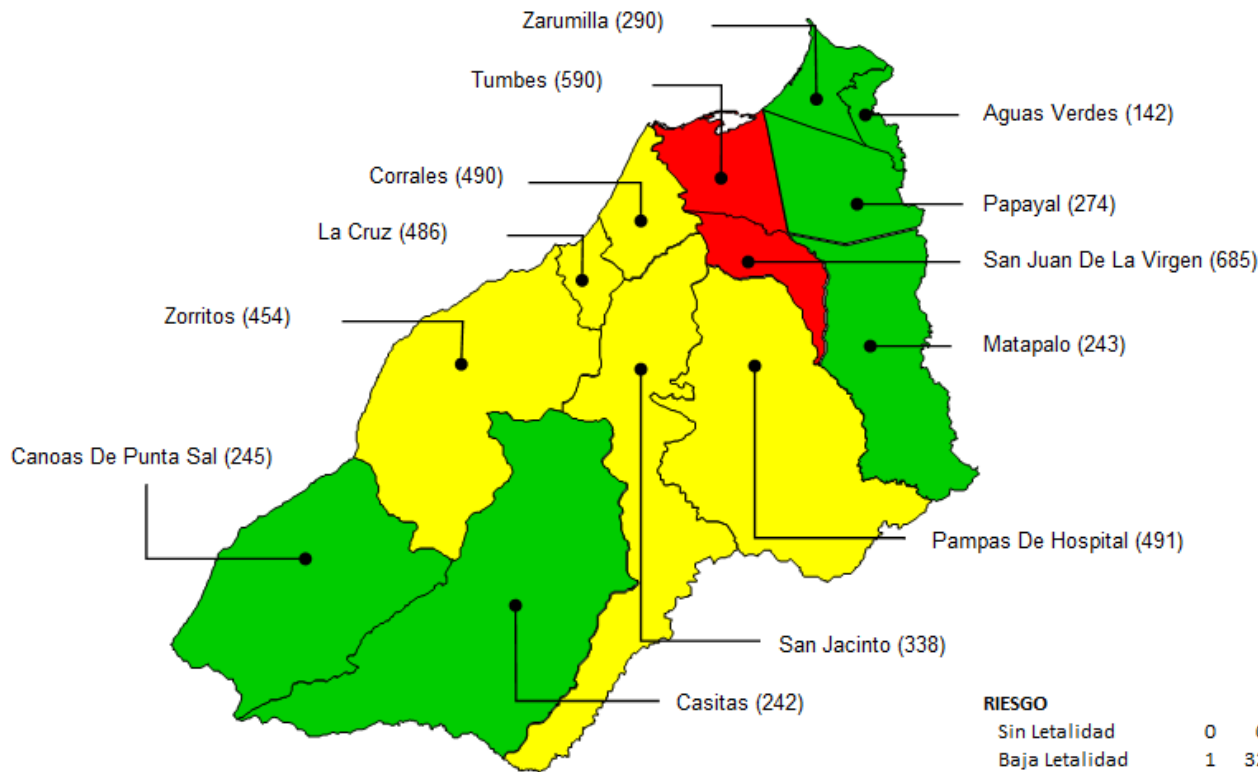 Zarumilla (290)
Tumbes (590)
Aguas Verdes (142)
Corrales (490)
Papayal (274)
La Cruz (486)
San Juan De La Virgen (685)
Zorritos (454)
Matapalo (243)
Canoas De Punta Sal (245)
Pampas De Hospital (491)
San Jacinto (338)
Casitas (242)
RIESGO
Sin Letalidad 0
Baja Letalidad 1